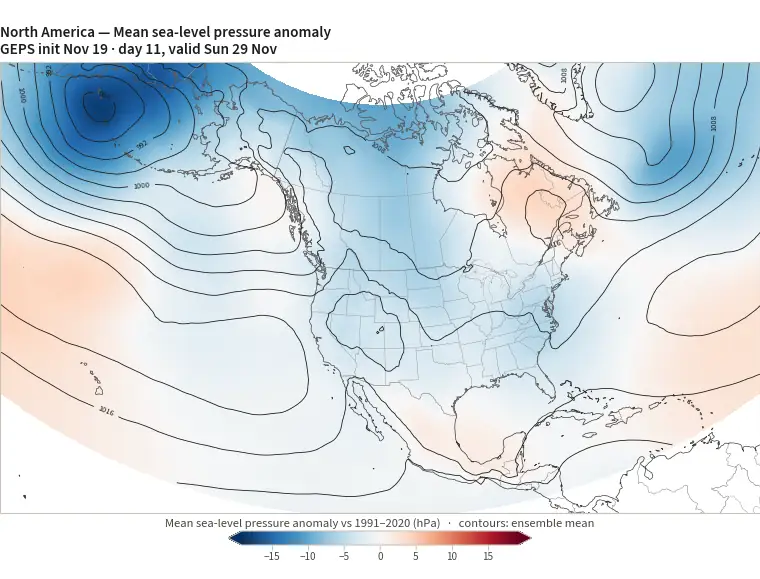 North America — Mean sea-level pressure anomaly
GEPS init Nov 19 · day 11, valid Sun 29 Nov
1008
1008
992
1000
1016
Mean sea-level pressure anomaly vs 1991–2020 (hPa) · contours: ensemble mean
−15 −10 −5 0 5 10 15